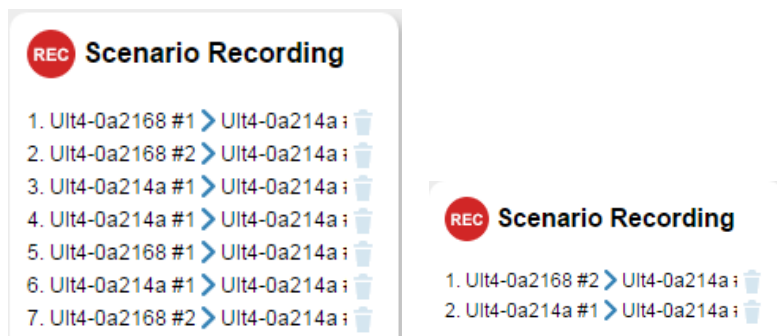 REC Scenario Recording
1. Ult4-0a2168 #1 > Ult4-0a214a
2. Ult4-0a2168 #2 > Ult4-0a214a
3. Ult4-0a214a #1 > Ult4-0a214a
4. Ult4-0a214a #1 > Ult4-0a214a
5. Ult4-0a2168 #1 > Ult4-0a214a
6. Ult4-0a214a #1 > Ult4-0a214a
7. Ult4-0a2168 #2 > Ult4-0a214a
REC Scenario Recording
1. Ult4-0a2168 #2 > Ult4-0a214a
2. Ult4-0a214a #1 > Ult4-0a214a